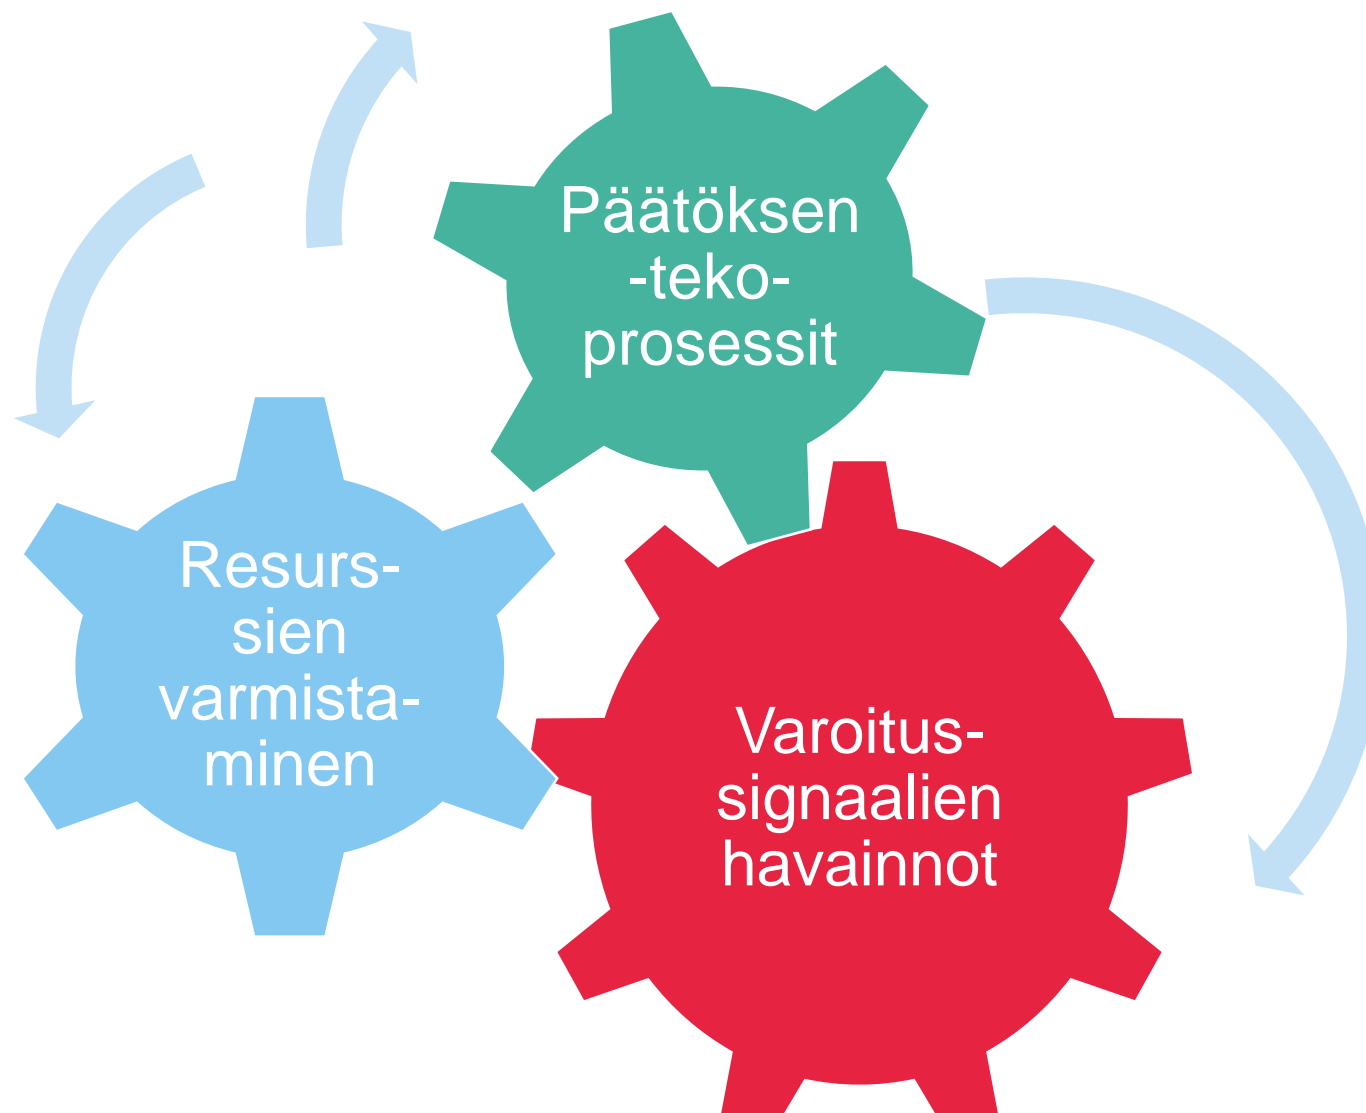 Päätöksen
-teko-
prosessit
Resurs-
sien
varmista-
minen
Varoitus-
signaalien
havainnot